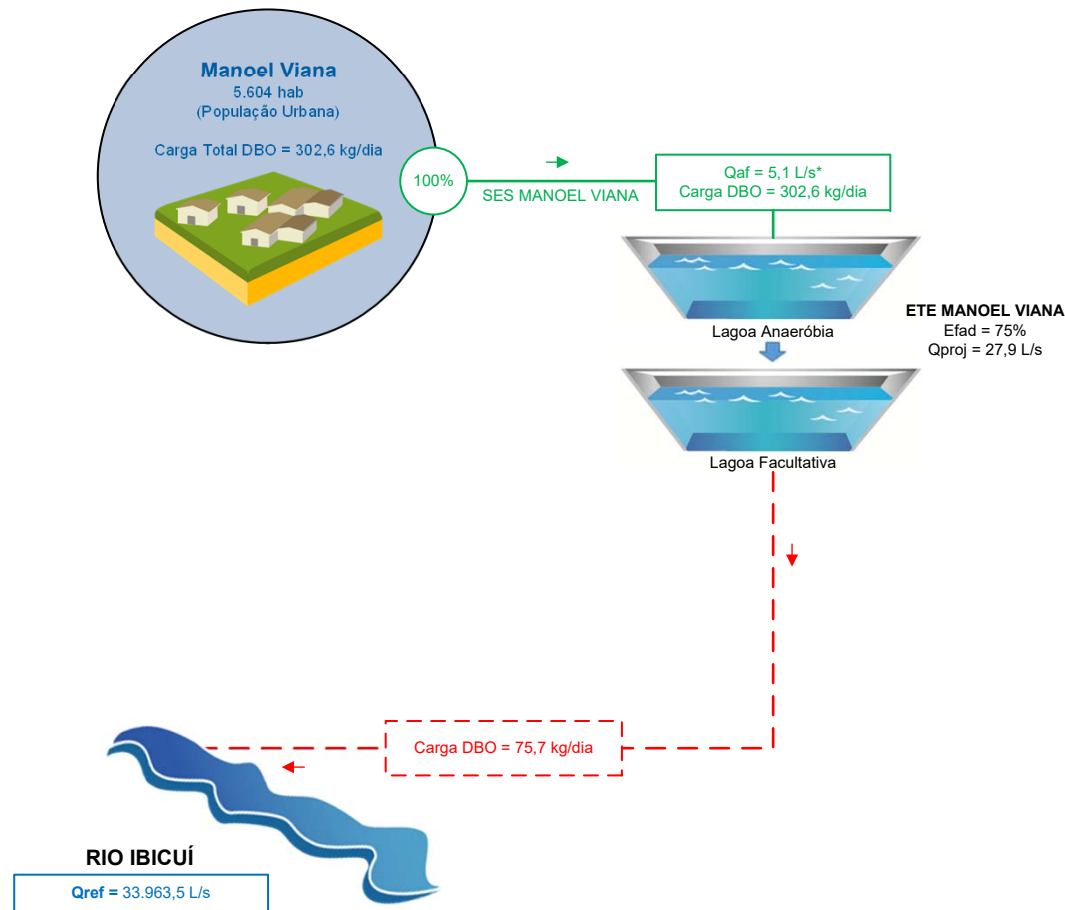 Manoel Viana
5.604 hab
(População Urbana)
Carga Total DBO = 302,6 kg/dia
100%
SES MANOEL VIANA
Qaf = 5,1 L/s*
Carga DBO = 302,6 kg/dia
Lagoa Anaeróbia
ETE MANOEL VIANA
Efad = 75%
Qproj = 27,9 L/s
Lagoa Facultativa
Carga DBO = 75,7 kg/dia
RIO IBICUÍ
Qref = 33.963,5 L/s